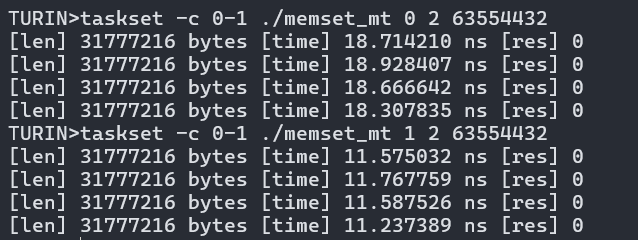 TURIN>taskset -c 0-1 ./memset_mt 0 2 63554432
[len] 31777216 bytes [time] 18.714210 ns [res] 0
[len] 31777216 bytes [time] 18.928407 ns [res] 0
[len] 31777216 bytes [time] 18.666642 ns [res] 0
[len] 31777216 bytes [time] 18.307835 ns [res] 0
TURIN>taskset -c 0-1 ./memset_mt 1 2 63554432
[len] 31777216 bytes [time] 11.575032 ns [res] 0
[len] 31777216 bytes [time] 11.767759 ns [res] 0
[len] 31777216 bytes [time] 11.587526 ns [res] 0
[len] 31777216 bytes [time] 11.237389 ns [res] 0